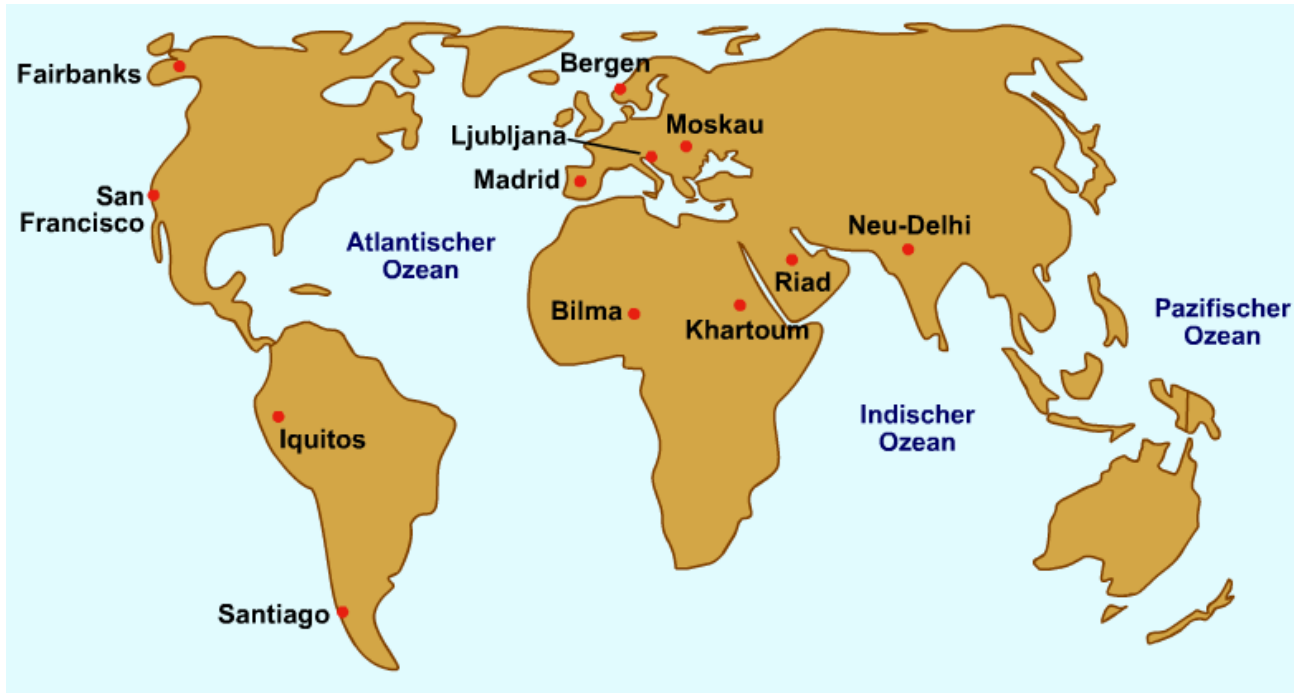 Fairbanks
Bergen
Moskau
Ljubljana
Madrid
San
Francisco
Atlantischer
Ozean
Neu-Delhi
Riad
Bilma
Khartoum
Pazifischer
Ozean
Indischer
Ozean
Iquitos
Santiago